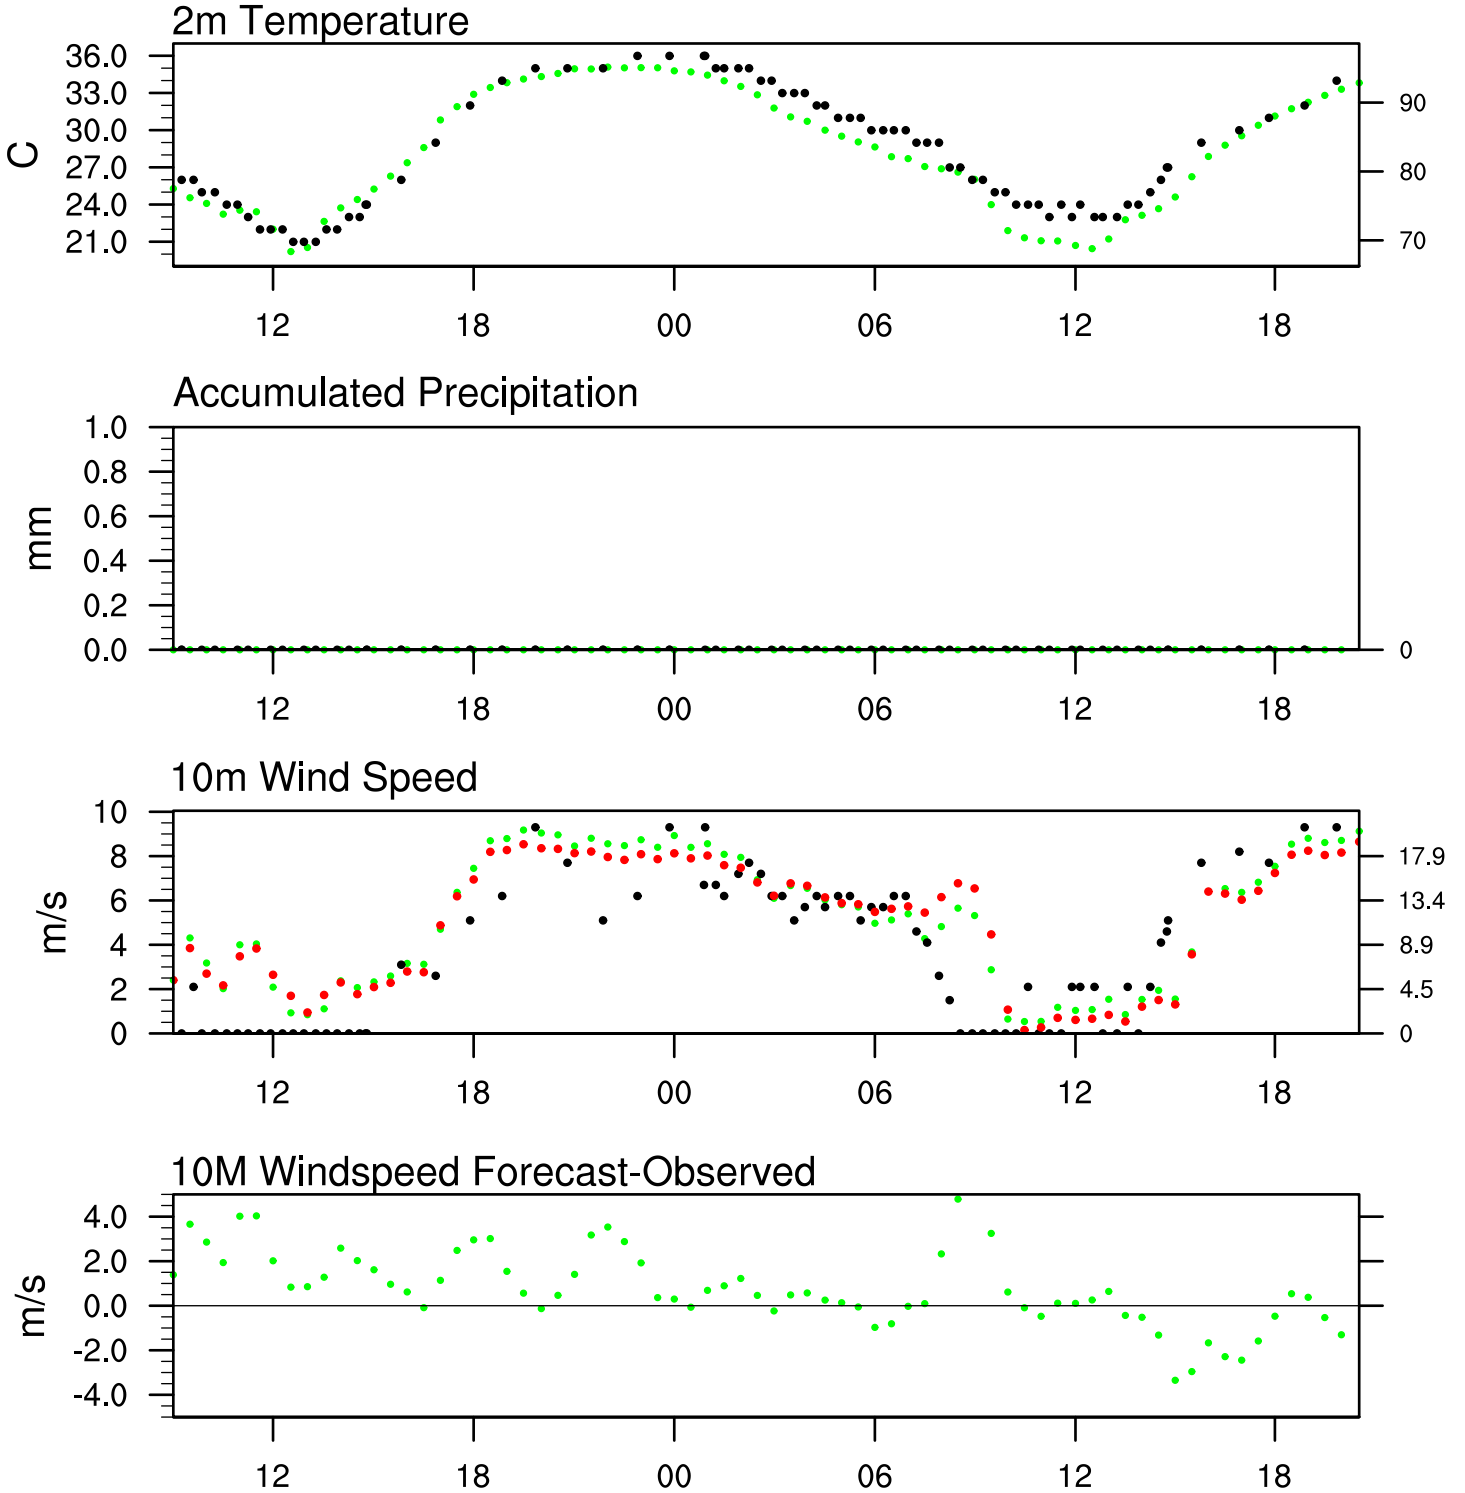 2m Temperature
36.0
33.0
30.0
27.0
24.0
21.0
C
90
80
70
12 18 00 06 12 18
Accumulated Precipitation
1.0
0.8
0.6
0.4
0.2
0.0
mm
0
12 18 00 06 12 18
10m Wind Speed
10
8
6
4
2
0
m/s
17.9
13.4
8.9
4.5
0
12 18 00 06 12 18
10M Windspeed Forecast-Observed
4.0
2.0
0.0
-2.0
-4.0
m/s
12 18 00 06 12 18